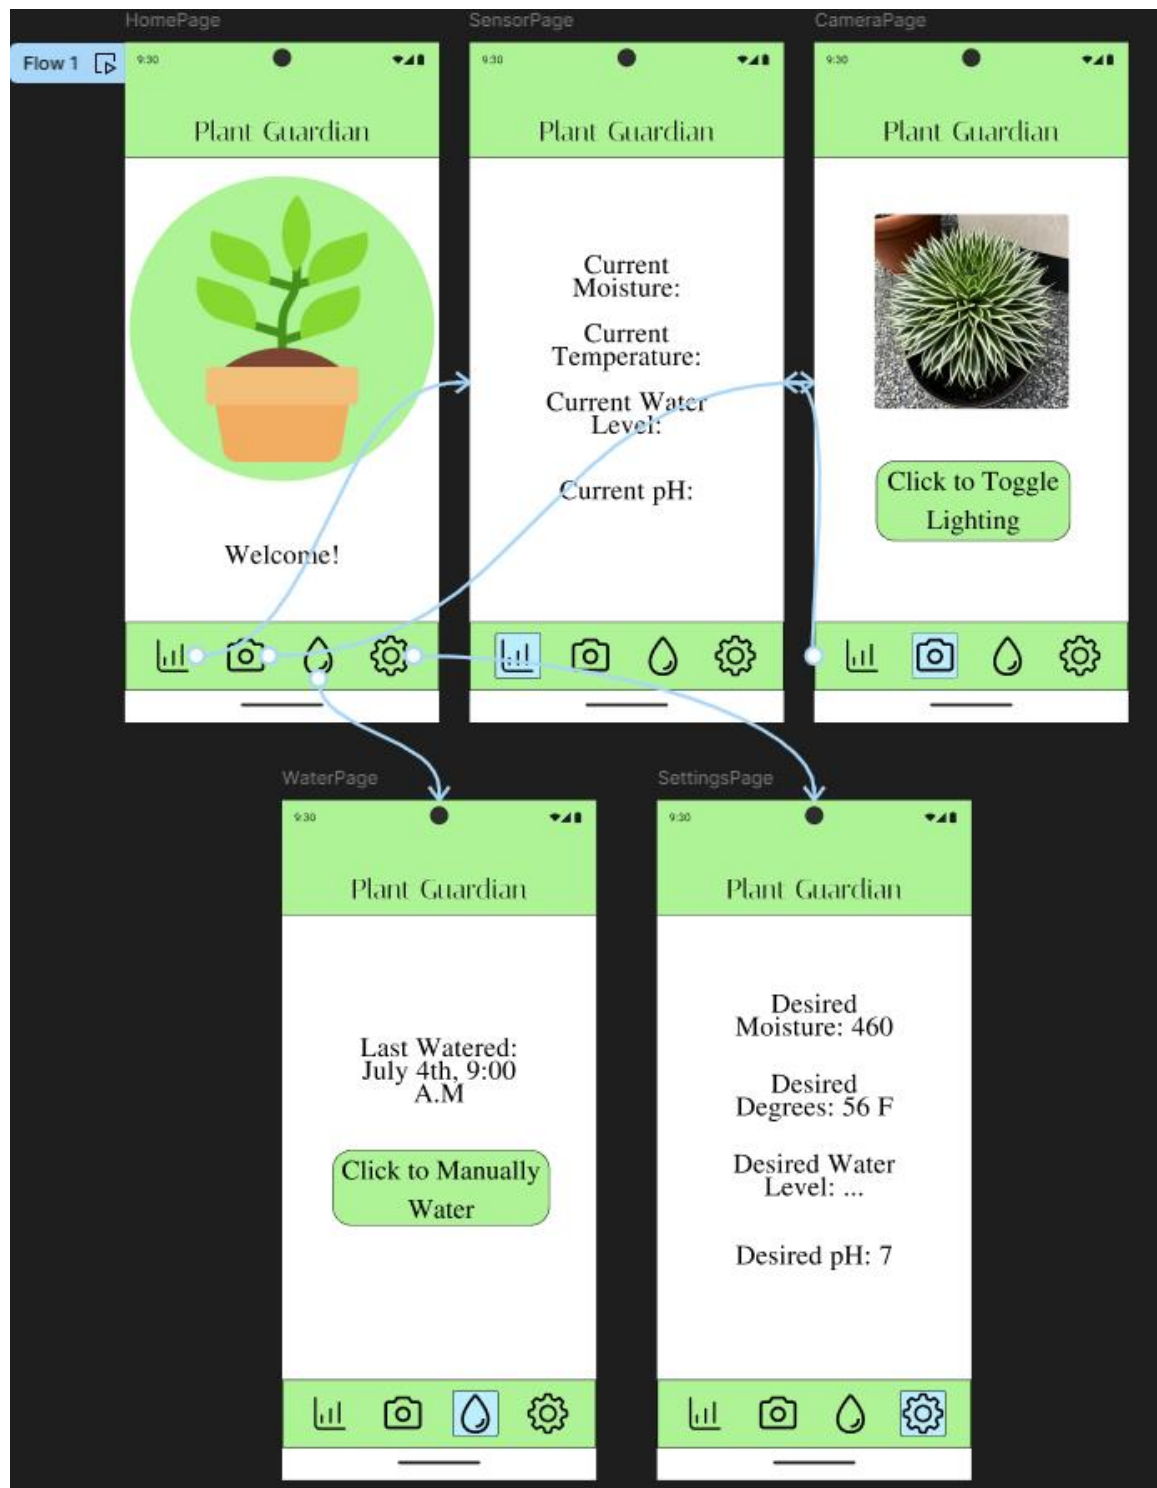 HomePage
SensorPage
CameraPage
Flow 1
9:30
9:30
9:30
Plant Guardian
Plant Guardian
Plant Guardian
Welcome!
Current
Moisture:
Current
Temperature:
Current Water
Level:
Current pH:
Click to Toggle
Lighting
WaterPage
SettingsPage
9:30
9:30
Plant Guardian
Plant Guardian
Last Watered:
July 4th, 9:00
A.M
Click to Manually
Water
Desired
Moisture: 460
Desired
Degrees: 56 F
Desired Water
Level: ...
Desired pH: 7